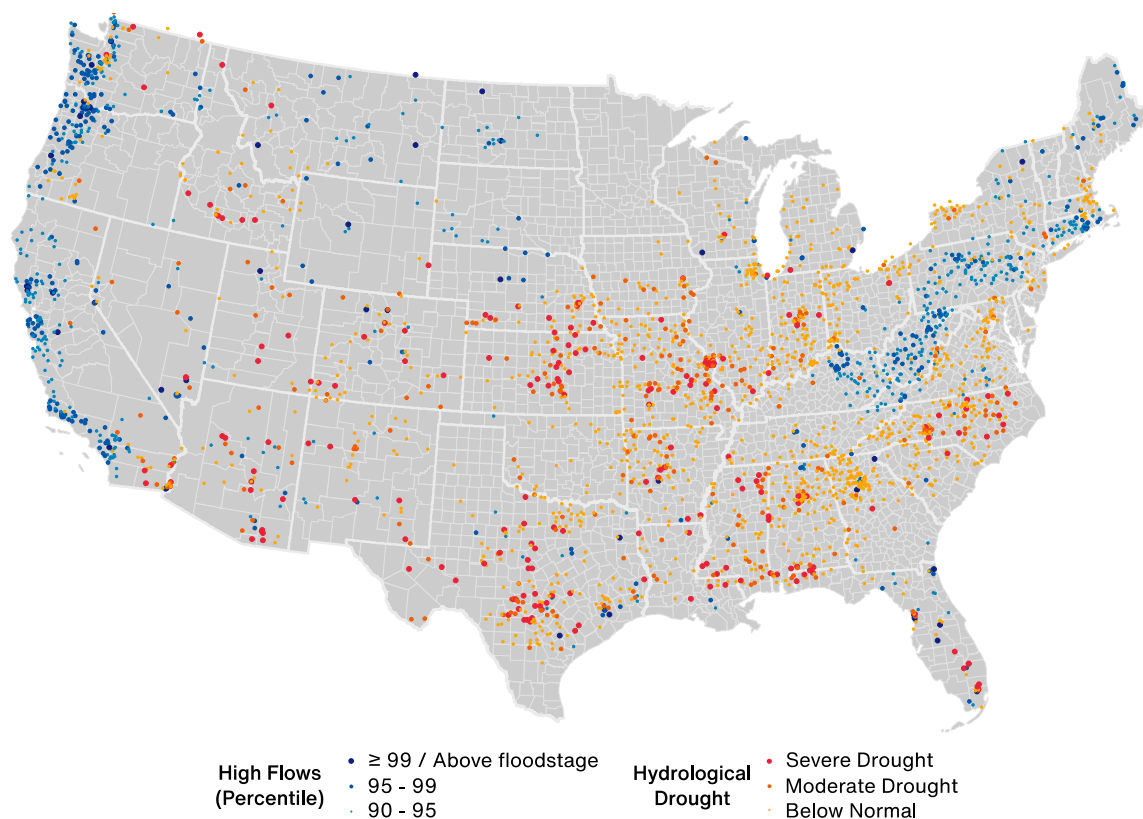 High Flows
(Percentile)
≥ 99 / Above floodstage
95 - 99
90 - 95
Hydrological
Drought
Severe Drought
Moderate Drought
Below Normal